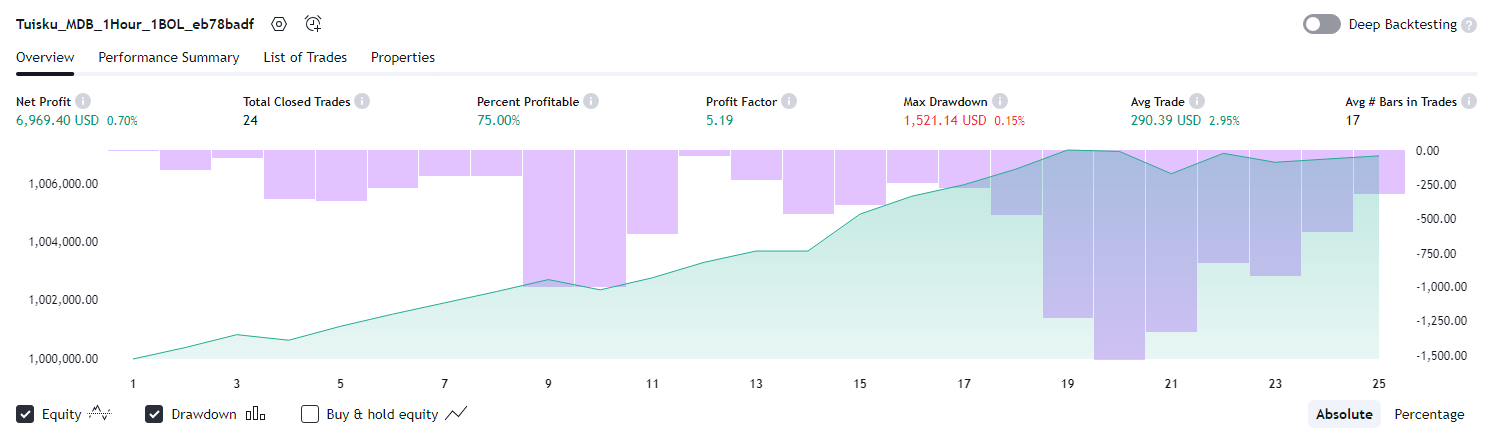 Tuisku_MDB_1Hour_1BOL_eb78badf
Deep Backtesting ?
Overview Performance Summary List of Trades Properties
Net Profit Total Closed Trades Percent Profitable Profit Factor Max Drawdown Avg Trade Avg # Bars in Trades
6,969.40 USD 0.70% 24 75.00% 5.19 1,521.14 USD 0.15% 290.39 USD 2.95% 17
0.00
1,006,000.00 -250.00
-500.00
1,004,000.00 -750.00
1,002,000.00 -1,000.00
-1,250.00
1,000,000.00 -1,500.00
1 3 5 7 9 11 13 15 17 19 21 23 25
Equity Drawdown Buy & hold equity Absolute Percentage